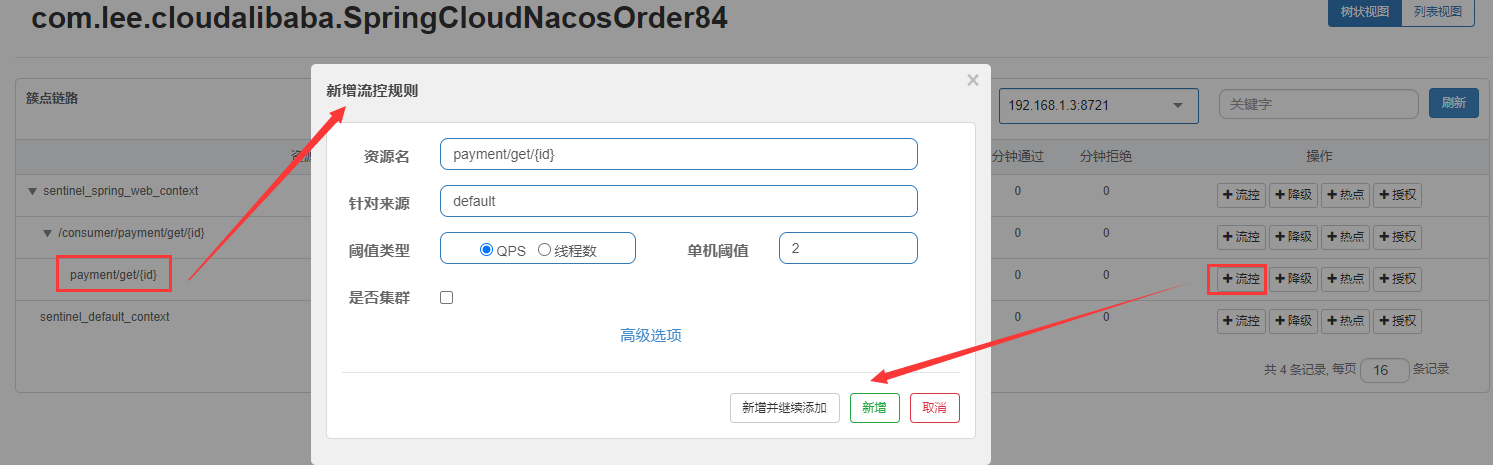 com.lee.cloudalibaba.SpringCloudNacosOrder84
树状视图 列表视图
簇点链路
192.168.1.3:8721
关键字
刷新
分钟通过 分钟拒绝 操作
sentinel_spring_web_context
0 0 流控 降级 热点 授权
/consumer/payment/get/{id}
0 0 流控 降级 热点 授权
payment/get/{id}
0 0 流控 降级 热点 授权
sentinel_default_context
0 0 流控 降级 热点 授权
共 4 条记录, 每页 16 条记录
新增流控规则
×
资源名 payment/get/{id}
针对来源 default
阈值类型 QPS 线程数 单机阈值 2
是否集群
高级选项
新增并继续添加 新增 取消